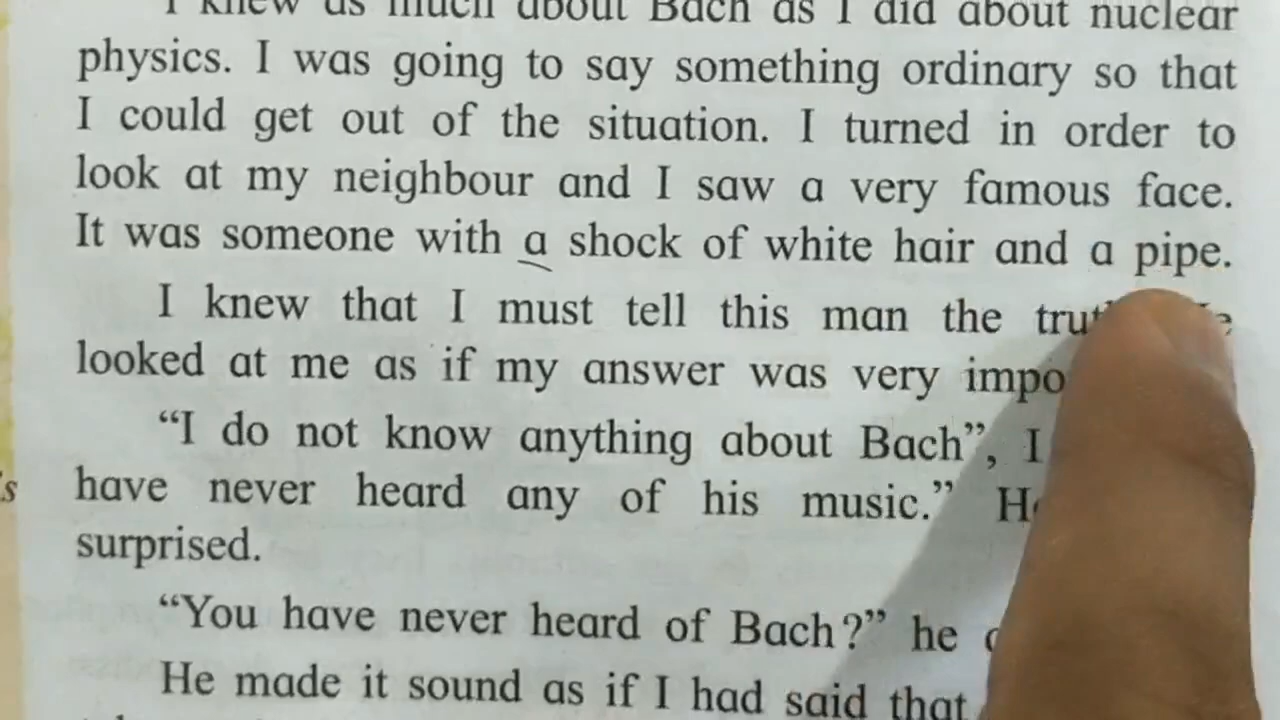 I knew as much about Bach as I did about nuclear
physics. I was going to say something ordinary so that
I could get out of the situation. I turned in order to
look at my neighbour and I saw a very famous face.
It was someone with a shock of white hair and a pipe.
I knew that I must tell this man the
looked at me as if my answer was very
“I do not know anything about Bach”, I
have never heard any of his music.”
surprised.
“You have never heard of Bach?” he
He made it sound as if I had said that